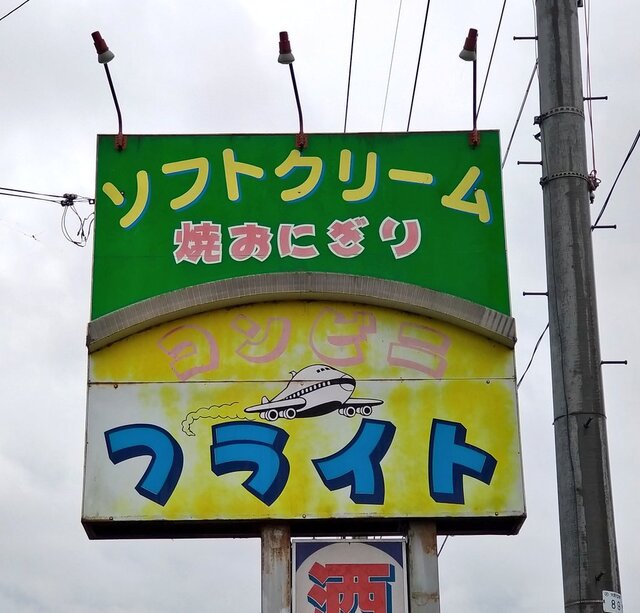 ソフトクリーム
焼おにぎり
コンビニ
フライト
酒